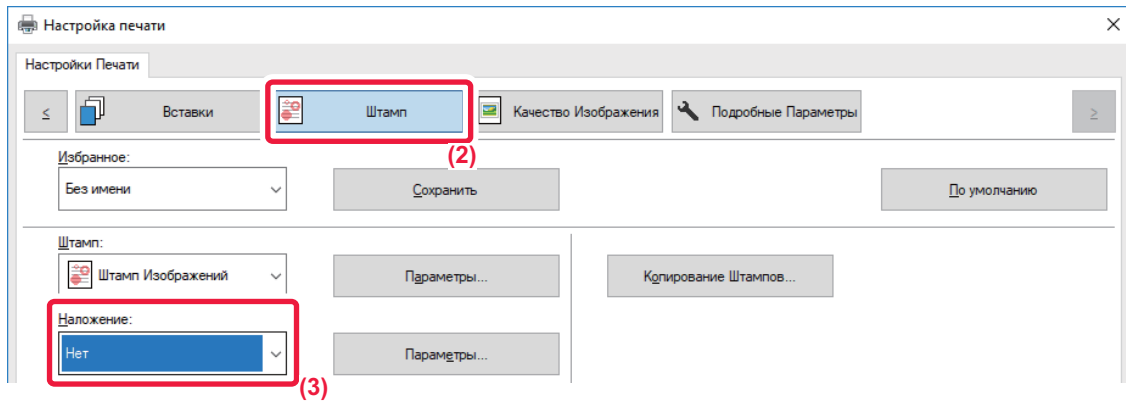 Настройка печати
Настройки Печати
< Вставки Штамп Качество Изображения Подробные Параметры >
(2)
Избранное:
Без имени Сохранить По умолчанию
Штамп:
Штамп Изображений Параметры... Копирование Штампов...
Наложение:
Нет Параметры...
(3)